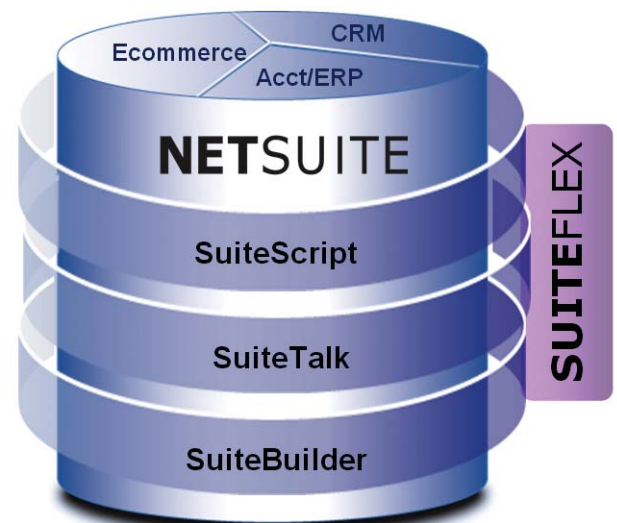 CRM
Ecommerce
Acct/ERP
NETSUITE
SuiteScript
SuiteTalk
SuiteBuilder
SUITEFLEX